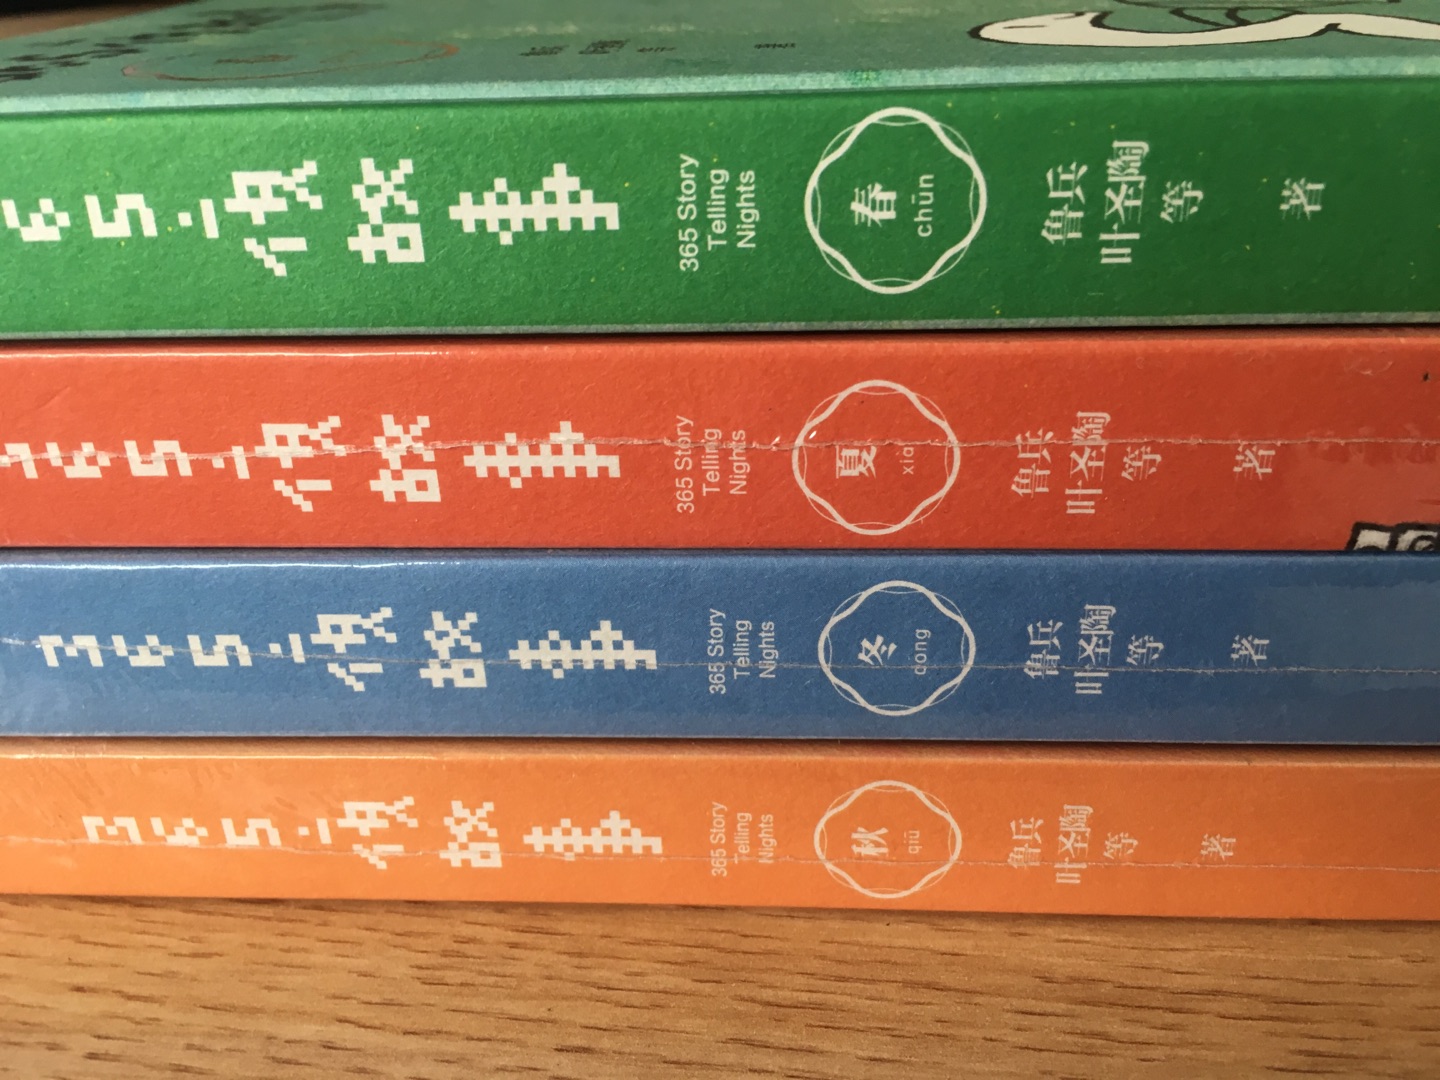 365夜故事
365 Story
Telling
Nights
春
chūn
鲁兵
叶圣陶
等
著
365夜故事
365 Story
Telling
Nights
夏
xià
鲁兵
叶圣陶
等
著
365夜故事
365 Story
Telling
Nights
冬
dong
鲁兵
叶圣陶
等
著
365夜故事
365 Story
Telling
Nights
秋
qiū
鲁兵
叶圣陶
等
著